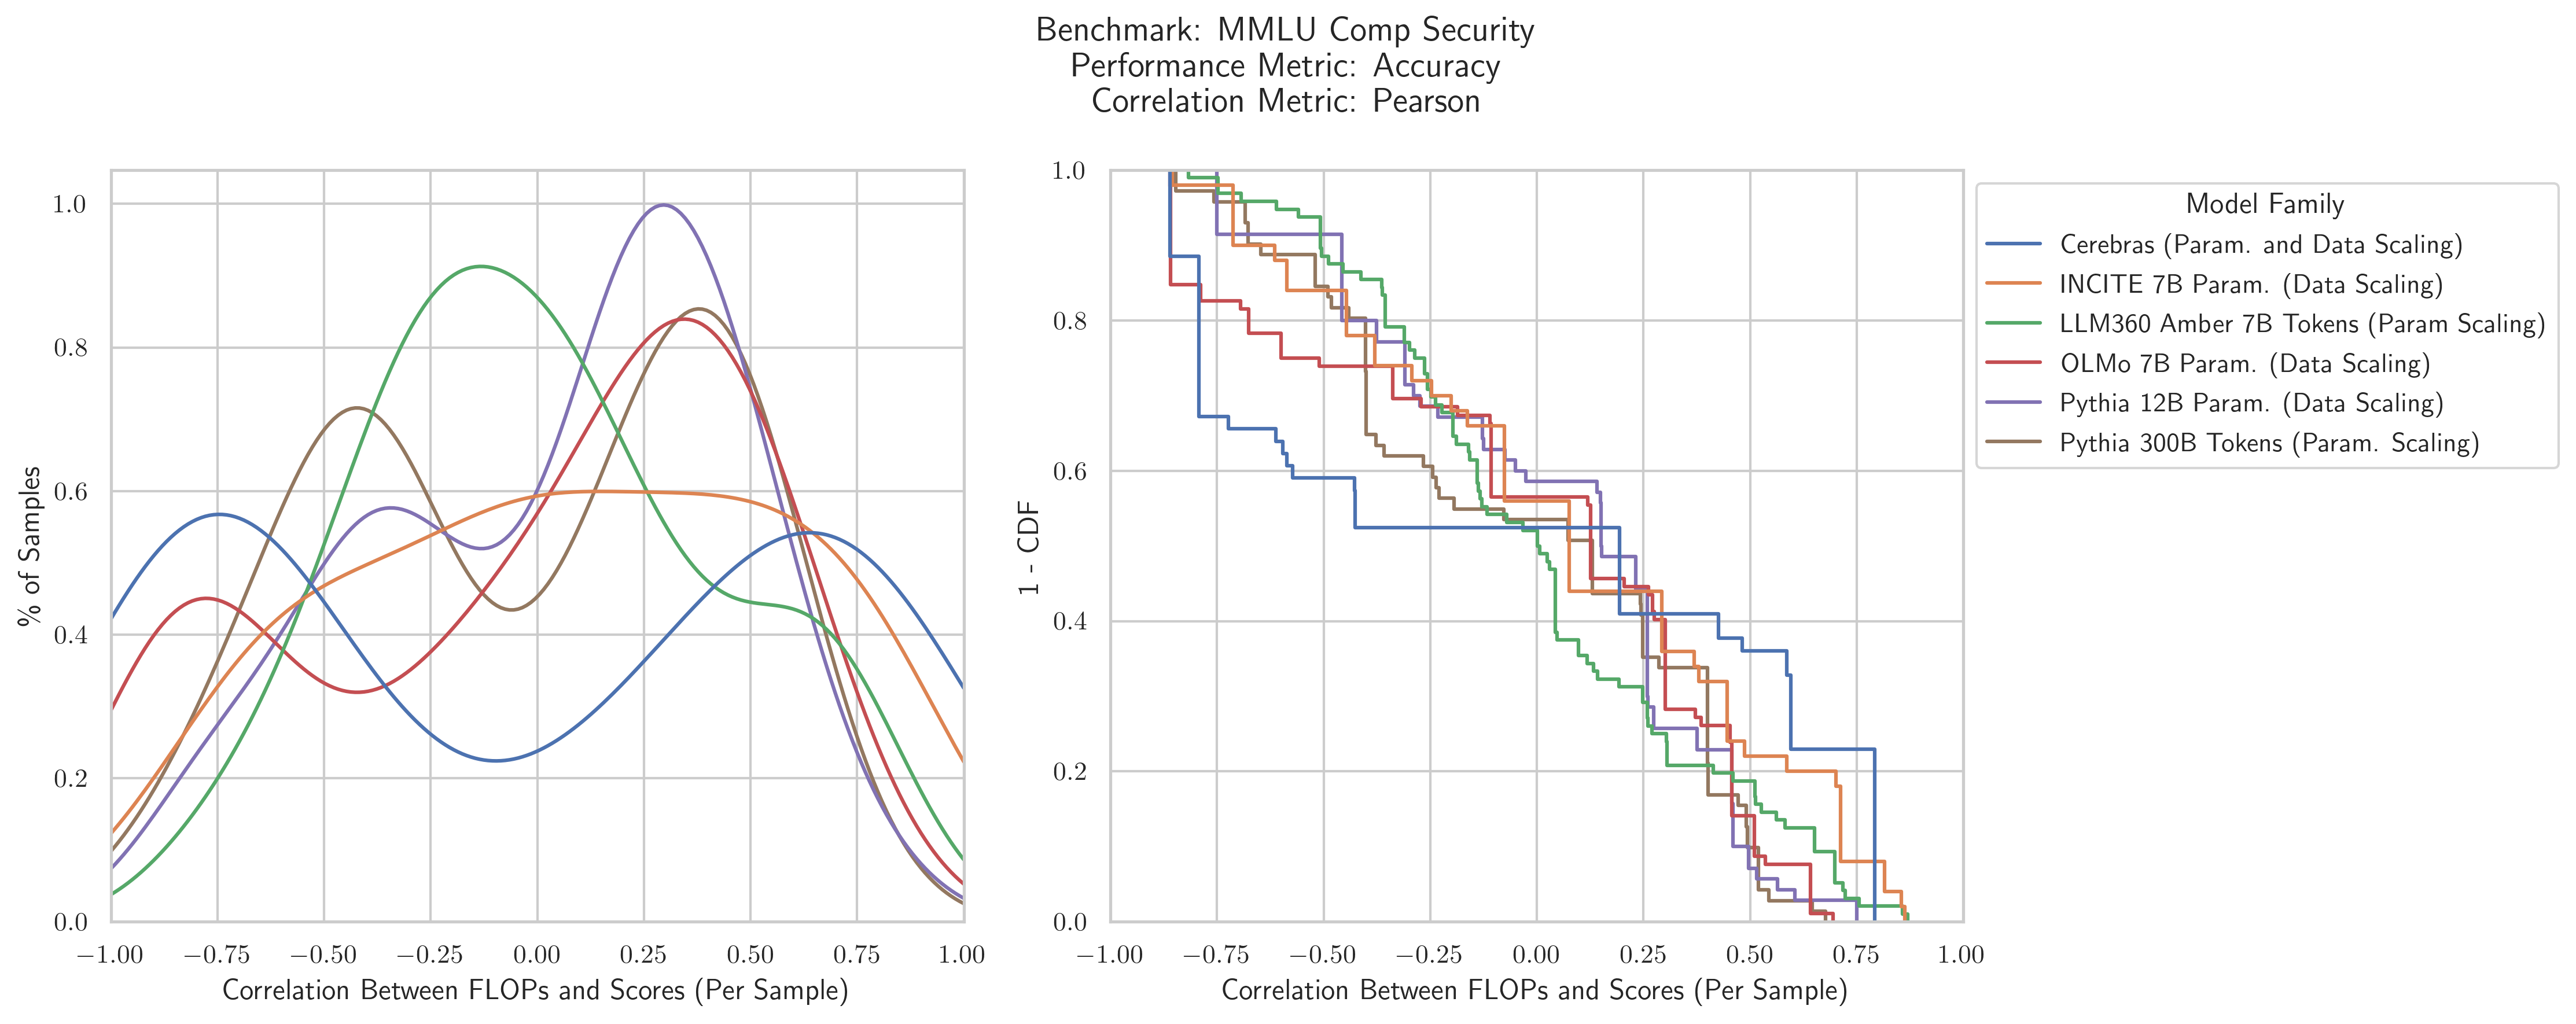 Benchmark: MMLU Comp Security
Performance Metric: Accuracy
Correlation Metric: Pearson
% of Samples
1.0
0.8
0.6
0.4
0.2
0.0
−1.00 −0.75 −0.50 −0.25 0.00 0.25 0.50 0.75 1.00
Correlation Between FLOPs and Scores (Per Sample)
1 - CDF
1.0
0.8
0.6
0.4
0.2
0.0
−1.00 −0.75 −0.50 −0.25 0.00 0.25 0.50 0.75 1.00
Correlation Between FLOPs and Scores (Per Sample)
Model Family
Cerebras (Param. and Data Scaling)
INCITE 7B Param. (Data Scaling)
LLM360 Amber 7B Tokens (Param Scaling)
OLMo 7B Param. (Data Scaling)
Pythia 12B Param. (Data Scaling)
Pythia 300B Tokens (Param. Scaling)